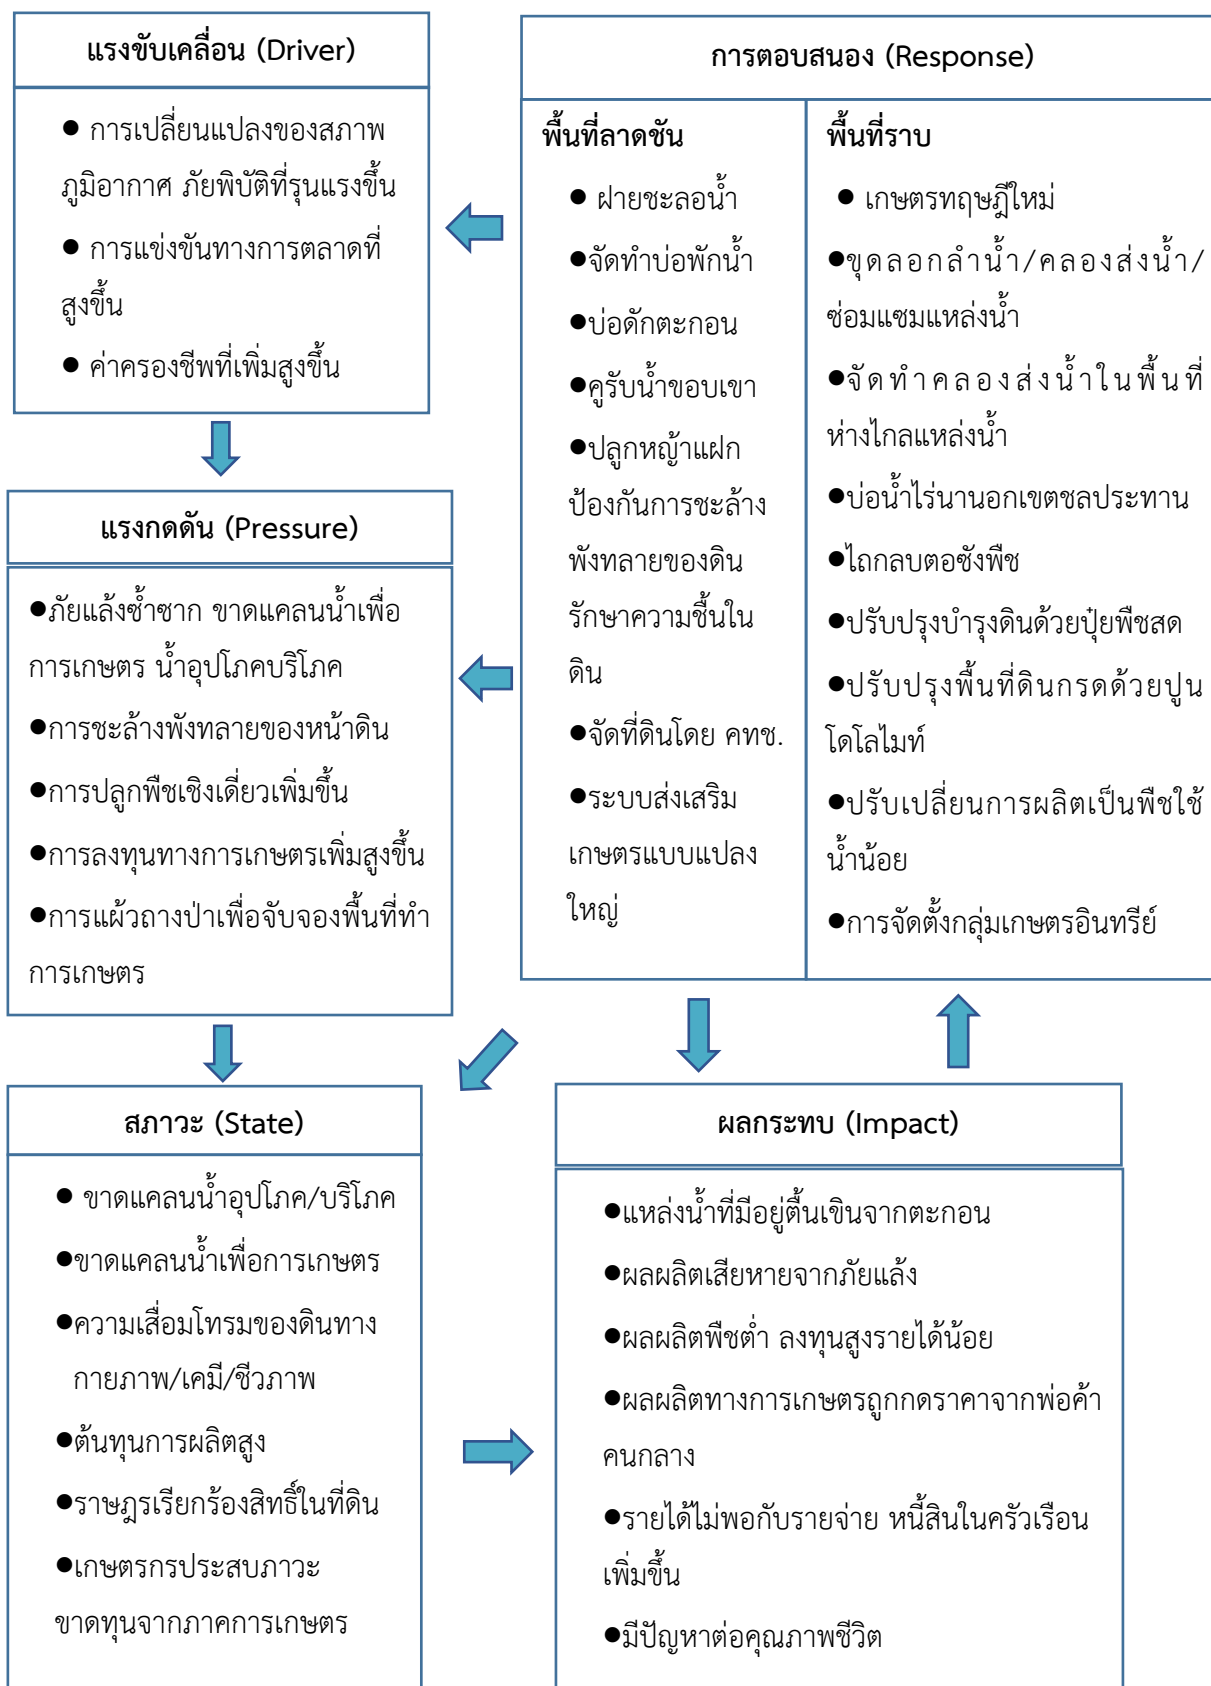 แรงขับเคลื่อน (Driver)
● การเปลี่ยนแปลงของสภาพ
ภูมิอากาศ ภัยพิบัติที่รุนแรงขึ้น
● การแข่งขันทางการตลาดที่
สูงขึ้น
● ค่าครองชีพที่เพิ่มสูงขึ้น
แรงกดดัน (Pressure)
●ภัยแล้งซ้ำซาก ขาดแคลนน้ำเพื่อ
การเกษตร น้ำอุปโภคบริโภค
●การชะล้างพังทลายของหน้าดิน
●การปลูกพืชเชิงเดี่ยวเพิ่มขึ้น
●การลงทุนทางการเกษตรเพิ่มสูงขึ้น
●การแผ้วถางป่าเพื่อจับจองพื้นที่ทำ
การเกษตร
การตอบสนอง (Response)
พื้นที่ลาดชัน
● ฝายชะลอน้ำ
●จัดทำบ่อพักน้ำ
●บ่อดักตะกอน
●คูรับน้ำขอบเขา
●ปลูกหญ้าแฝก
ป้องกันการชะล้าง
พังทลายของดิน
รักษาความชื้นใน
ดิน
●จัดที่ดินโดย คทช.
●ระบบส่งเสริม
เกษตรแบบแปลง
ใหญ่
พื้นที่ราบ
● เกษตรทฤษฎีใหม่
●ขุดลอกลำน้ำ/คลองส่งน้ำ/
ซ่อมแซมแหล่งน้ำ
●จัดทำคลองส่งน้ำในพื้นที่
ห่างไกลแหล่งน้ำ
●บ่อน้ำไร่นานอกเขตชลประทาน
●ไถกลบตอซังพืช
●ปรับปรุงบำรุงดินด้วยปุ๋ยพืชสด
●ปรับปรุงพื้นที่ดินกรดด้วยปูน
โดโลไมท์
●ปรับเปลี่ยนการผลิตเป็นพืชใช้
น้ำน้อย
●การจัดตั้งกลุ่มเกษตรอินทรีย์
สภาวะ (State)
● ขาดแคลนน้ำอุปโภค/บริโภค
●ขาดแคลนน้ำเพื่อการเกษตร
●ความเสื่อมโทรมของดินทาง
กายภาพ/เคมี/ชีวภาพ
●ต้นทุนการผลิตสูง
●ราษฎรเรียกร้องสิทธิ์ในที่ดิน
●เกษตรกรประสบภาวะ
ขาดทุนจากภาคการเกษตร
ผลกระทบ (Impact)
●แหล่งน้ำที่มีอยู่ตื้นเขินจากตะกอน
●ผลผลิตเสียหายจากภัยแล้ง
●ผลผลิตพืชต่ำ ลงทุนสูงรายได้น้อย
●ผลผลิตทางการเกษตรถูกกดราคาจากพ่อค้า
คนกลาง
●รายได้ไม่พอกับรายจ่าย หนี้สินในครัวเรือน
เพิ่มขึ้น
●มีปัญหาต่อคุณภาพชีวิต